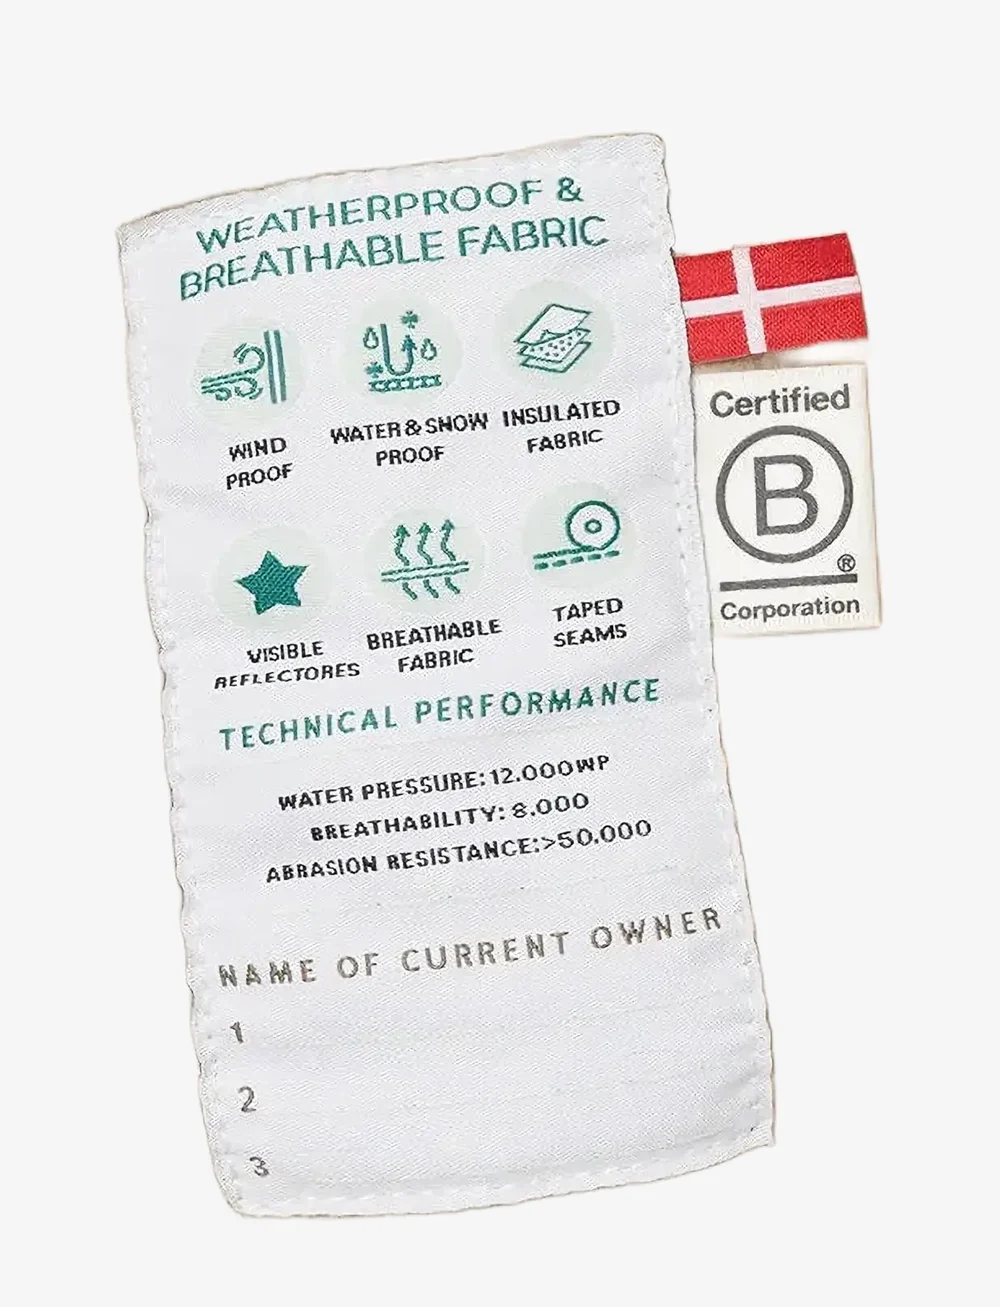 WEATHERPROOF &
BREATHABLE FABRIC
WIND
PROOF
WATER & SNOW
PROOF
INSULATED
FABRIC
VISIBLE
REFLECTORES
BREATHABLE
FABRIC
TAPED
SEAMS
TECHNICAL PERFORMANCE
WATER PRESSURE: 12.000WP
BREATHABILITY: 8.000
ABRASION RESISTANCE:>50.000
NAME OF CURRENT OWNER
1
2
3
Certified
B
®
Corporation